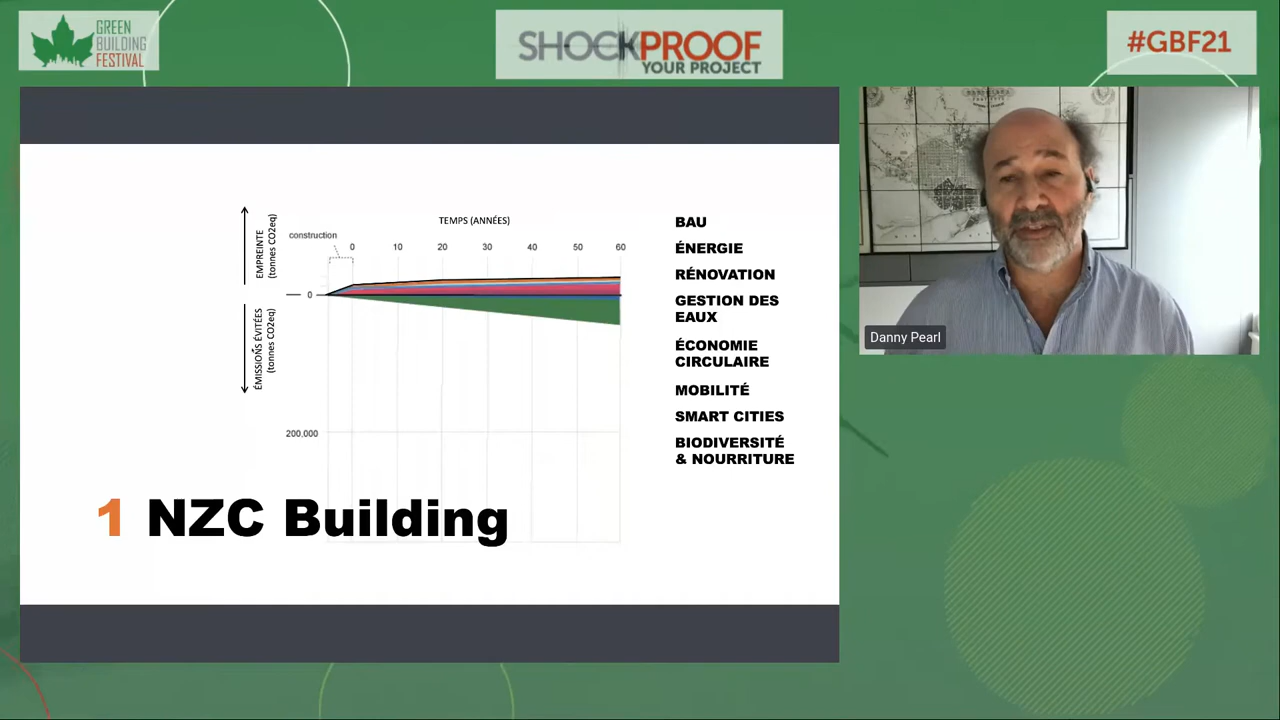 GREEN
BUILDING
FESTIVAL
SHOCKPROOF
YOUR PROJECT
#GBF21
TEMPS (ANNÉES)
construction
0 10 20 30 40 50 60
EMPREINTE
(tonnes CO2eq)
0
ÉMISSIONS ÉVITÉES
(tonnes CO2eq)
200,000
BAU
ÉNERGIE
RÉNOVATION
GESTION DES
EAUX
ÉCONOMIE
CIRCULAIRE
MOBILITÉ
SMART CITIES
BIODIVERSITÉ
& NOURRITURE
1 NZC Building
Danny Pearl